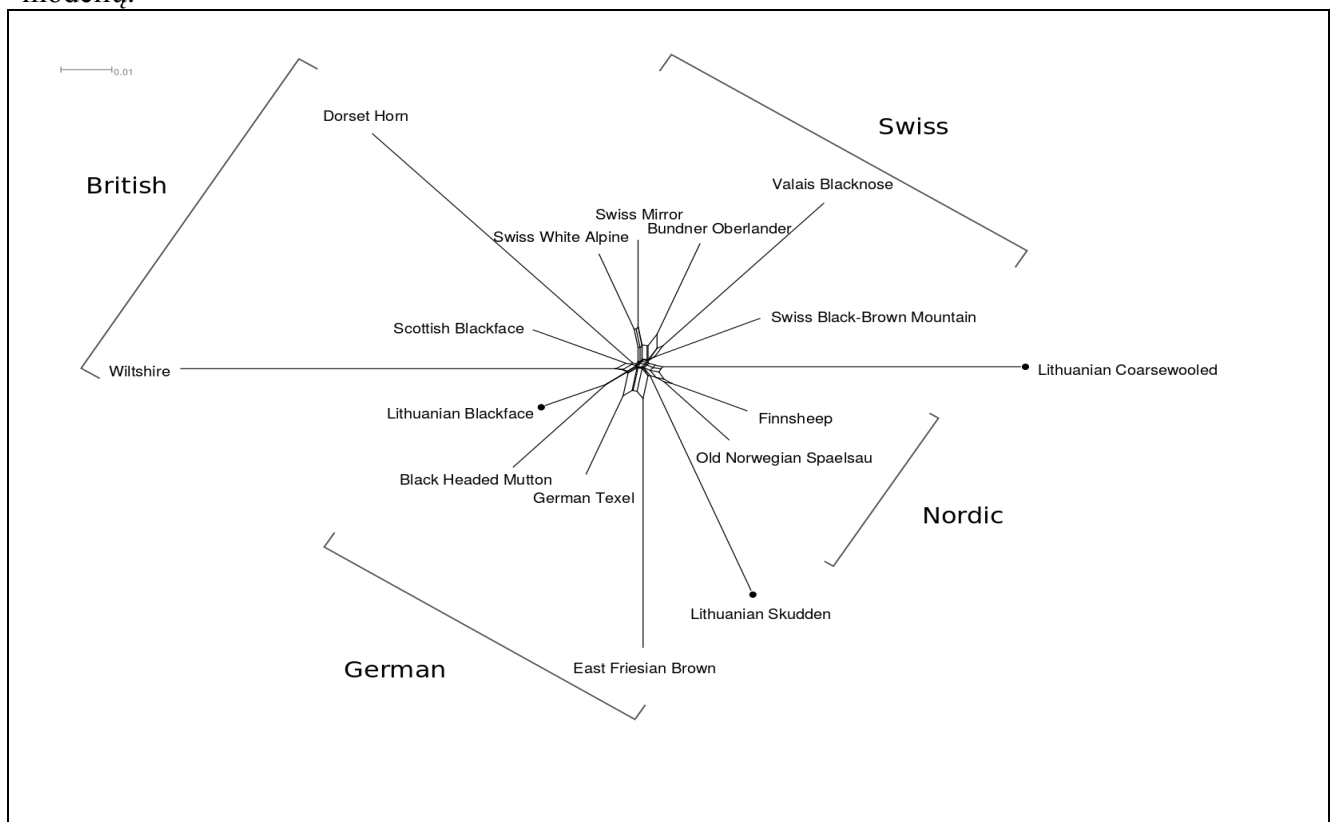 modelių.
0.01
Dorset Horn
Swiss
British
Valais Blacknose
Swiss Mirror
Bundner Oberlander
Swiss White Alpine
Swiss Black-Brown Mountain
Scottish Blackface
Wiltshire
Lithuanian Coarsewooled
Lithuanian Blackface
Finnsheep
Old Norwegian Spaelsau
Black Headed Mutton
German Texel
Nordic
Lithuanian Skudden
German
East Friesian Brown